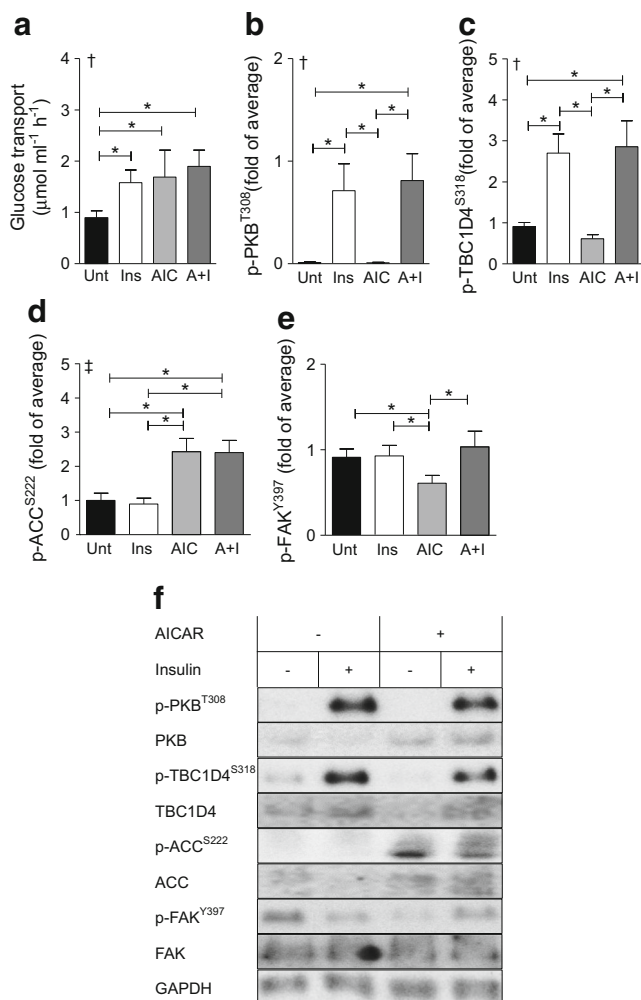 a
Glucose transport
(μmol ml⁻¹ h⁻¹)
4
3
2
1
0
†
*
*
*
Unt Ins AIC A+I
b
p-PKB^T308 (fold of average)
2
1
0
†
*
*
*
*
Unt Ins AIC A+I
c
p-TBC1D4^S318 (fold of average)
5
4
3
2
1
0
†
*
*
*
*
Unt Ins AIC A+I
d
p-ACC^S222 (fold of average)
5
4
3
2
1
0
‡
*
*
*
*
Unt Ins AIC A+I
e
p-FAK^Y397 (fold of average)
2
1
0
*
*
*
Unt Ins AIC A+I
f
AICAR - +
Insulin - + - +
p-PKB^T308
PKB
p-TBC1D4^S318
TBC1D4
p-ACC^S222
ACC
p-FAK^Y397
FAK
GAPDH